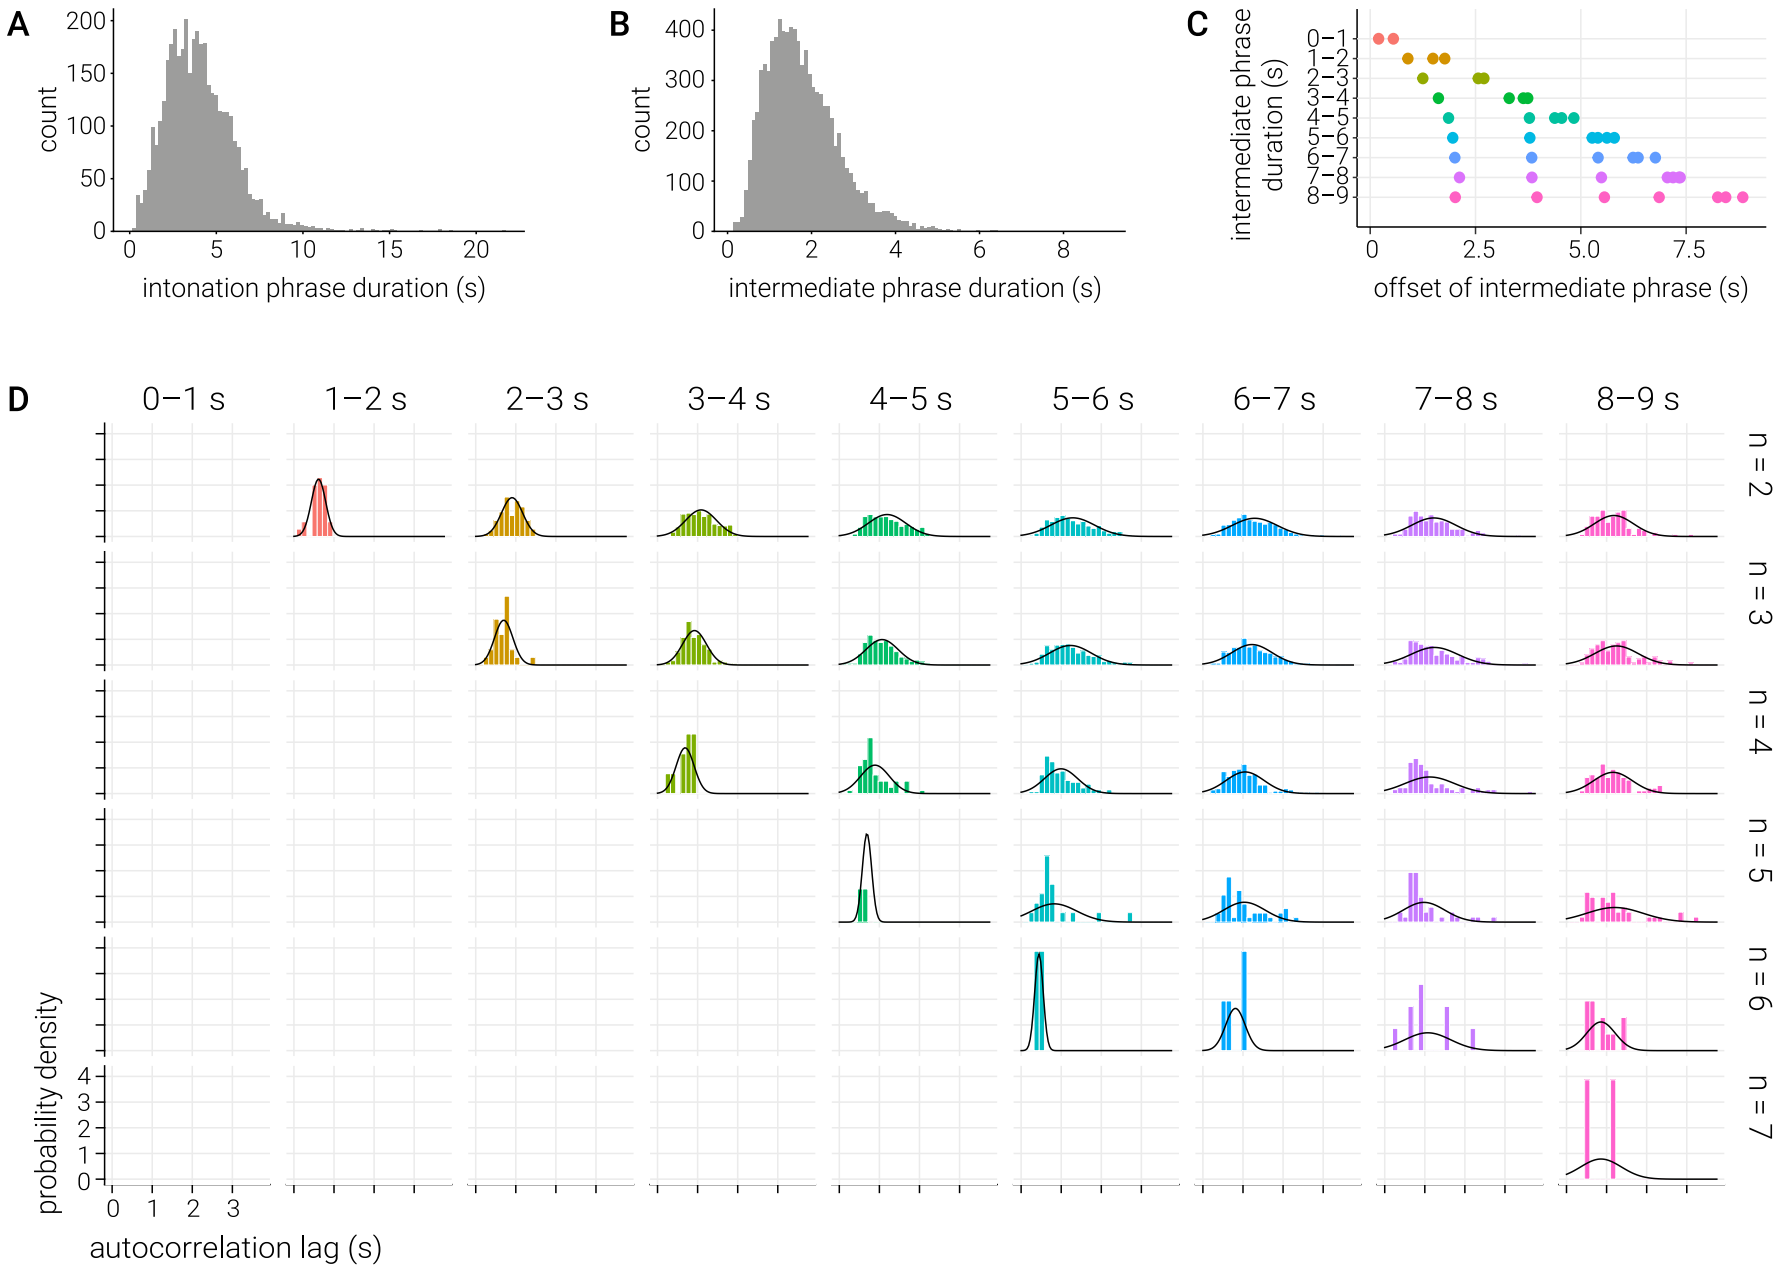 A
200
150
100
50
0
count
0 5 10 15 20
intonation phrase duration (s)
B
400
300
200
100
0
count
0 2 4 6 8
intermediate phrase duration (s)
C
intermediate phrase
duration (s)
0–1
1–2
2–3
3–4
4–5
5–6
6–7
7–8
8–9
0 2.5 5.0 7.5
offset of intermediate phrase (s)
D
0–1 s 1–2 s 2–3 s 3–4 s 4–5 s 5–6 s 6–7 s 7–8 s 8–9 s
n = 2
n = 3
n = 4
n = 5
n = 6
n = 7
probability density
4
3
2
1
0
0 1 2 3
autocorrelation lag (s)